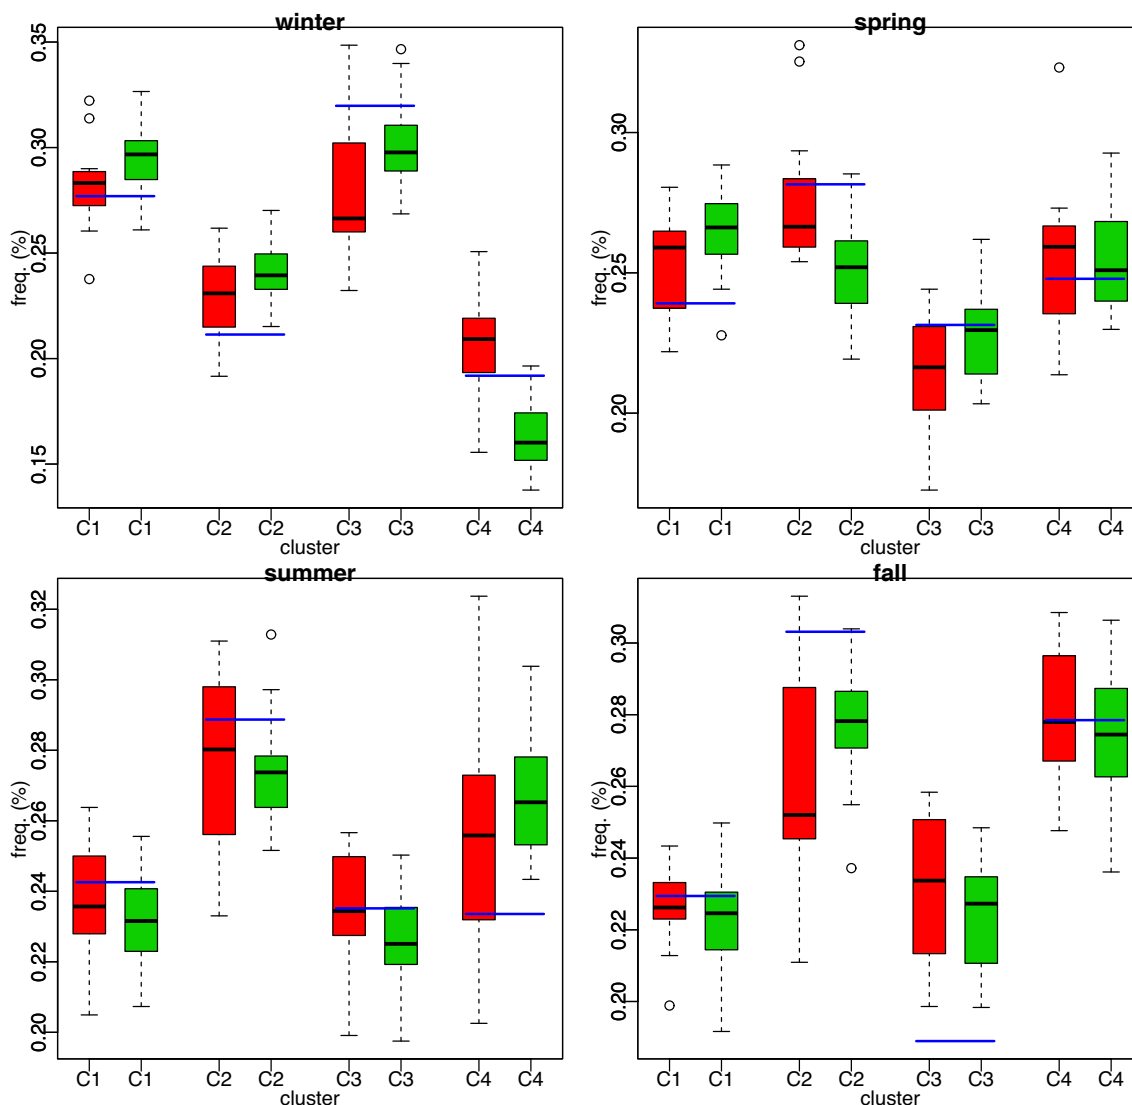 winter
freq. (%)
0.35
0.30
0.25
0.20
0.15
C1 C1 C2 C2 C3 C3 C4 C4
cluster
spring
freq. (%)
0.30
0.25
0.20
C1 C1 C2 C2 C3 C3 C4 C4
cluster
summer
freq. (%)
0.32
0.30
0.28
0.26
0.24
0.22
0.20
C1 C1 C2 C2 C3 C3 C4 C4
cluster
fall
freq. (%)
0.30
0.28
0.26
0.24
0.22
0.20
C1 C1 C2 C2 C3 C3 C4 C4
cluster